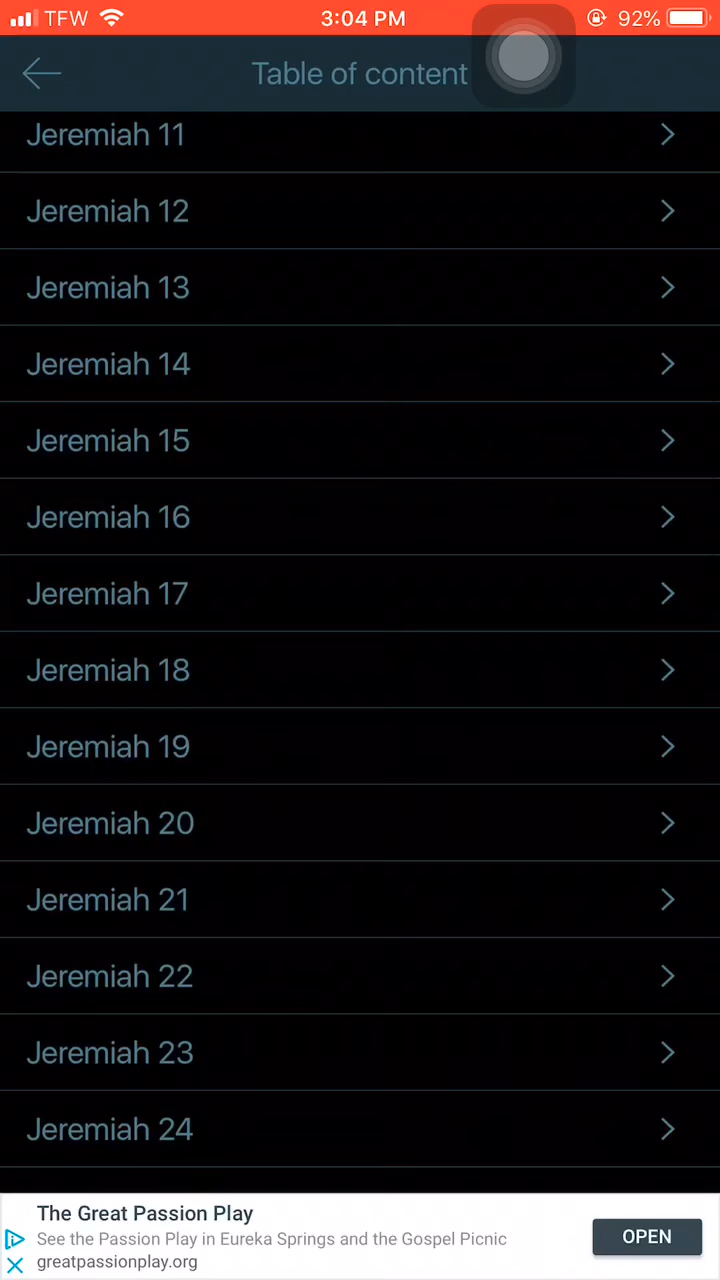 TFW 3:04 PM 92%
Table of content
Jeremiah 11
Jeremiah 12
Jeremiah 13
Jeremiah 14
Jeremiah 15
Jeremiah 16
Jeremiah 17
Jeremiah 18
Jeremiah 19
Jeremiah 20
Jeremiah 21
Jeremiah 22
Jeremiah 23
Jeremiah 24
The Great Passion Play
See the Passion Play in Eureka Springs and the Gospel Picnic
greatpassionplay.org
OPEN